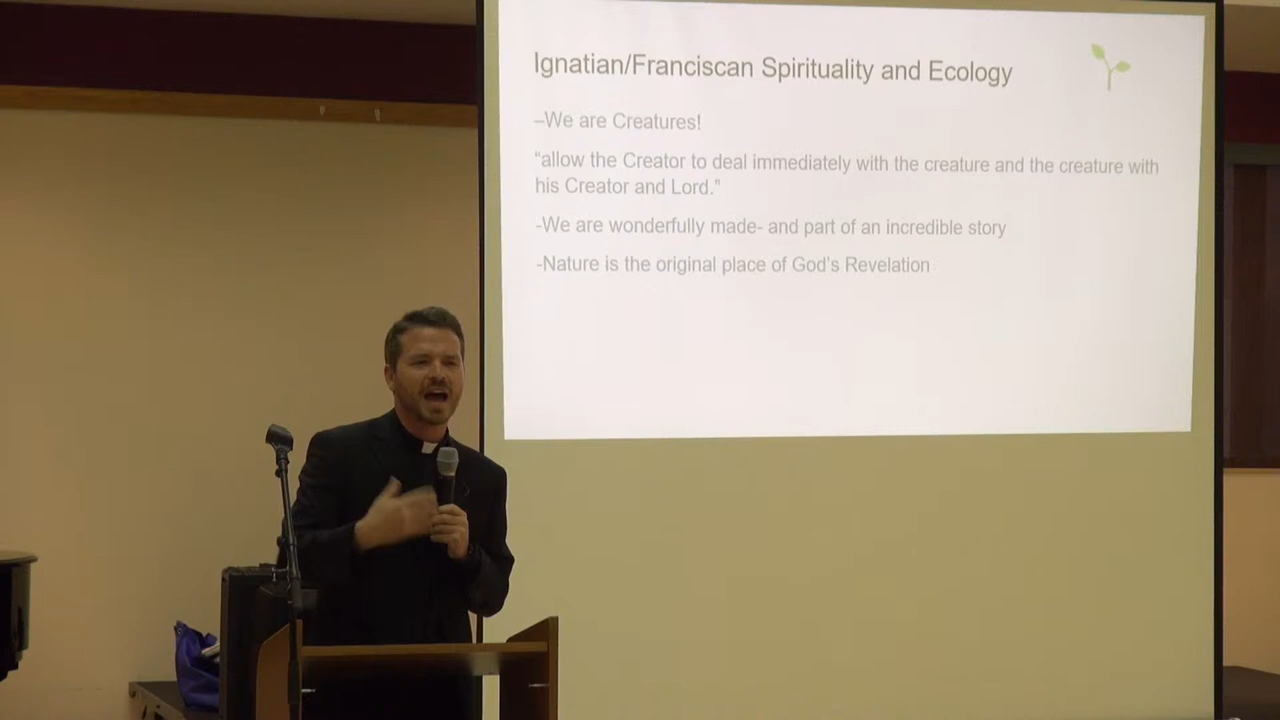 Ignatian/Franciscan Spirituality and Ecology
–We are Creatures!
“allow the Creator to deal immediately with the creature and the creature with
his Creator and Lord.”
-We are wonderfully made- and part of an incredible story
-Nature is the original place of God’s Revelation